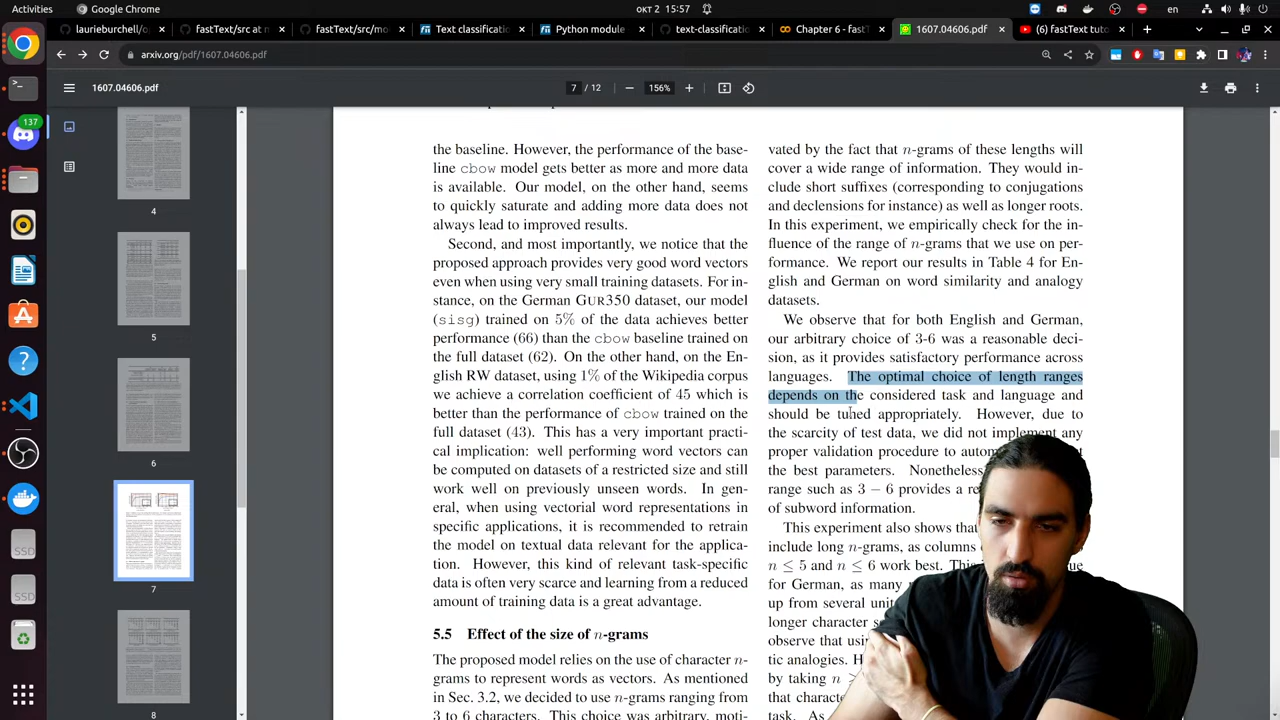 Activities
Google Chrome
окт 2 15:57
en
laurieburchell/op
fastText/src at m
fastText/src/mo
Text classificatio
Python module
text-classificatio
Chapter 6 - fastT
1607.04606.pdf
(6) fastText tuto
arxiv.org/pdf/1607.04606.pdf
1607.04606.pdf
7 / 12
156%
137
4
5
6
7
8
SSD
SSD
the baseline. However, the performance of the base-
line cbow model gets better as more and more data
is available. Our model, on the other hand, seems
to quickly saturate and adding more data does not
always lead to improved results.
Second, and most importantly, we notice that the
proposed approach provides very good word vectors
even when using very small training datasets. For in-
stance, on the German GUR350 dataset, our model
(sisg) trained on 5% of the data achieves better
performance (66) than the cbow baseline trained on
the full dataset (62). On the other hand, on the En-
glish RW dataset, using 1% of the Wikipedia corpus
we achieve a correlation coefficient of 45 which is
better than the performance of cbow trained on the
full dataset (43). This has a very important practi-
cal implication: well performing word vectors can
be computed on datasets of a restricted size and still
work well on previously unseen words. In gen-
eral, when using vectorial word representations in
specific applications, it is recommended to retrain
the model on textual data relevant for the applica-
tion. However, this kind of relevant task-specific
data is often very scarce and learning from a reduced
amount of training data is a great advantage.
5.5 Effect of the size of n-grams
The proposed model relies on the use of character n-
grams to represent words as vectors. As mentioned
in Sec. 3.2, we decided to use n-grams ranging from
3 to 6 characters. This choice was arbitrary, moti-
vated by the fact that n-grams of these lengths will
cover a wide range of information. They would in-
clude short suffixes (corresponding to conjugations
and declensions for instance) as well as longer roots.
In this experiment, we empirically check for the in-
fluence of the range of n-grams that we use on per-
formance. We report our results in Table 4 for En-
glish and German on word similarity and analogy
datasets.
We observe that for both English and German,
our arbitrary choice of 3-6 was a reasonable deci-
sion, as it provides satisfactory performance across
languages. The optimal choice of length ranges
depends on the considered task and language and
should be tuned appropriately. However, due to
the scarcity of test data, we did not implement any
proper validation procedure to autom
the best parameters. Nonetheless
range such as 3 − 6 provides a re
of subword information.
This experiment also shows that
include long n-grams, as columns
n ≤ 5 and n ≤ 6 work best. This
for German, as many
up from several uni
longer character s
observe that
to make
by taking
that cha
task. As